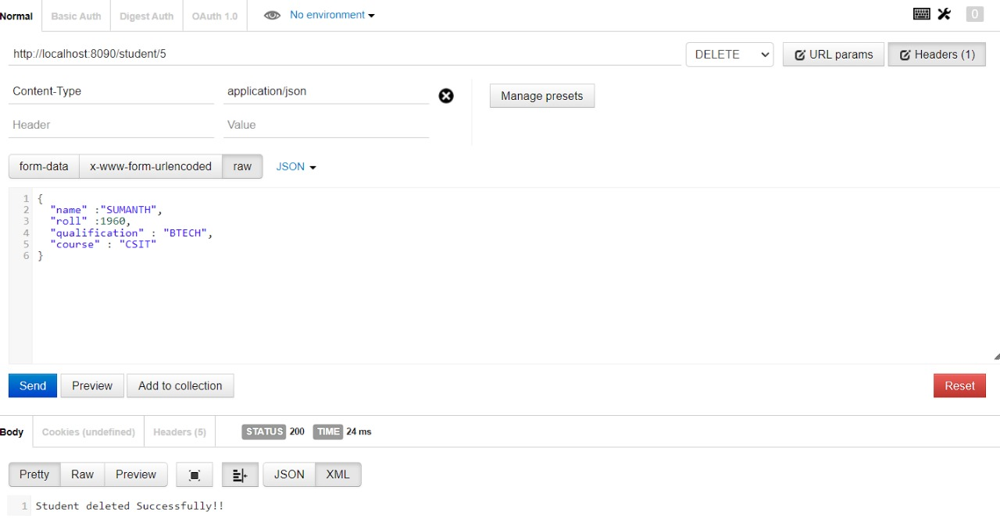 Normal Basic Auth Digest Auth OAuth 1.0 No environment 0
http://localhost:8090/student/5 DELETE URL params Headers (1)
Content-Type application/json Manage presets
Header Value
form-data x-www-form-urlencoded raw JSON
1 {
2 "name" :"SUMANTH",
3 "roll" :1960,
4 "qualification" : "BTECH",
5 "course" : "CSIT"
6 }
Send Preview Add to collection Reset
Body Cookies (undefined) Headers (5) STATUS 200 TIME 24 ms
Pretty Raw Preview JSON XML
1 Student deleted Successfully!!